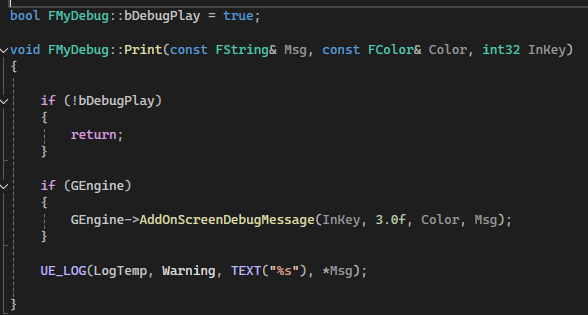 bool FMyDebug::bDebugPlay = true;
void FMyDebug::Print(const FString& Msg, const FColor& Color, int32 InKey)
{
if (!bDebugPlay)
{
return;
}
if (GEngine)
{
GEngine->AddOnScreenDebugMessage(InKey, 3.0f, Color, Msg);
}
UE_LOG(LogTemp, Warning, TEXT("%s"), *Msg);
}